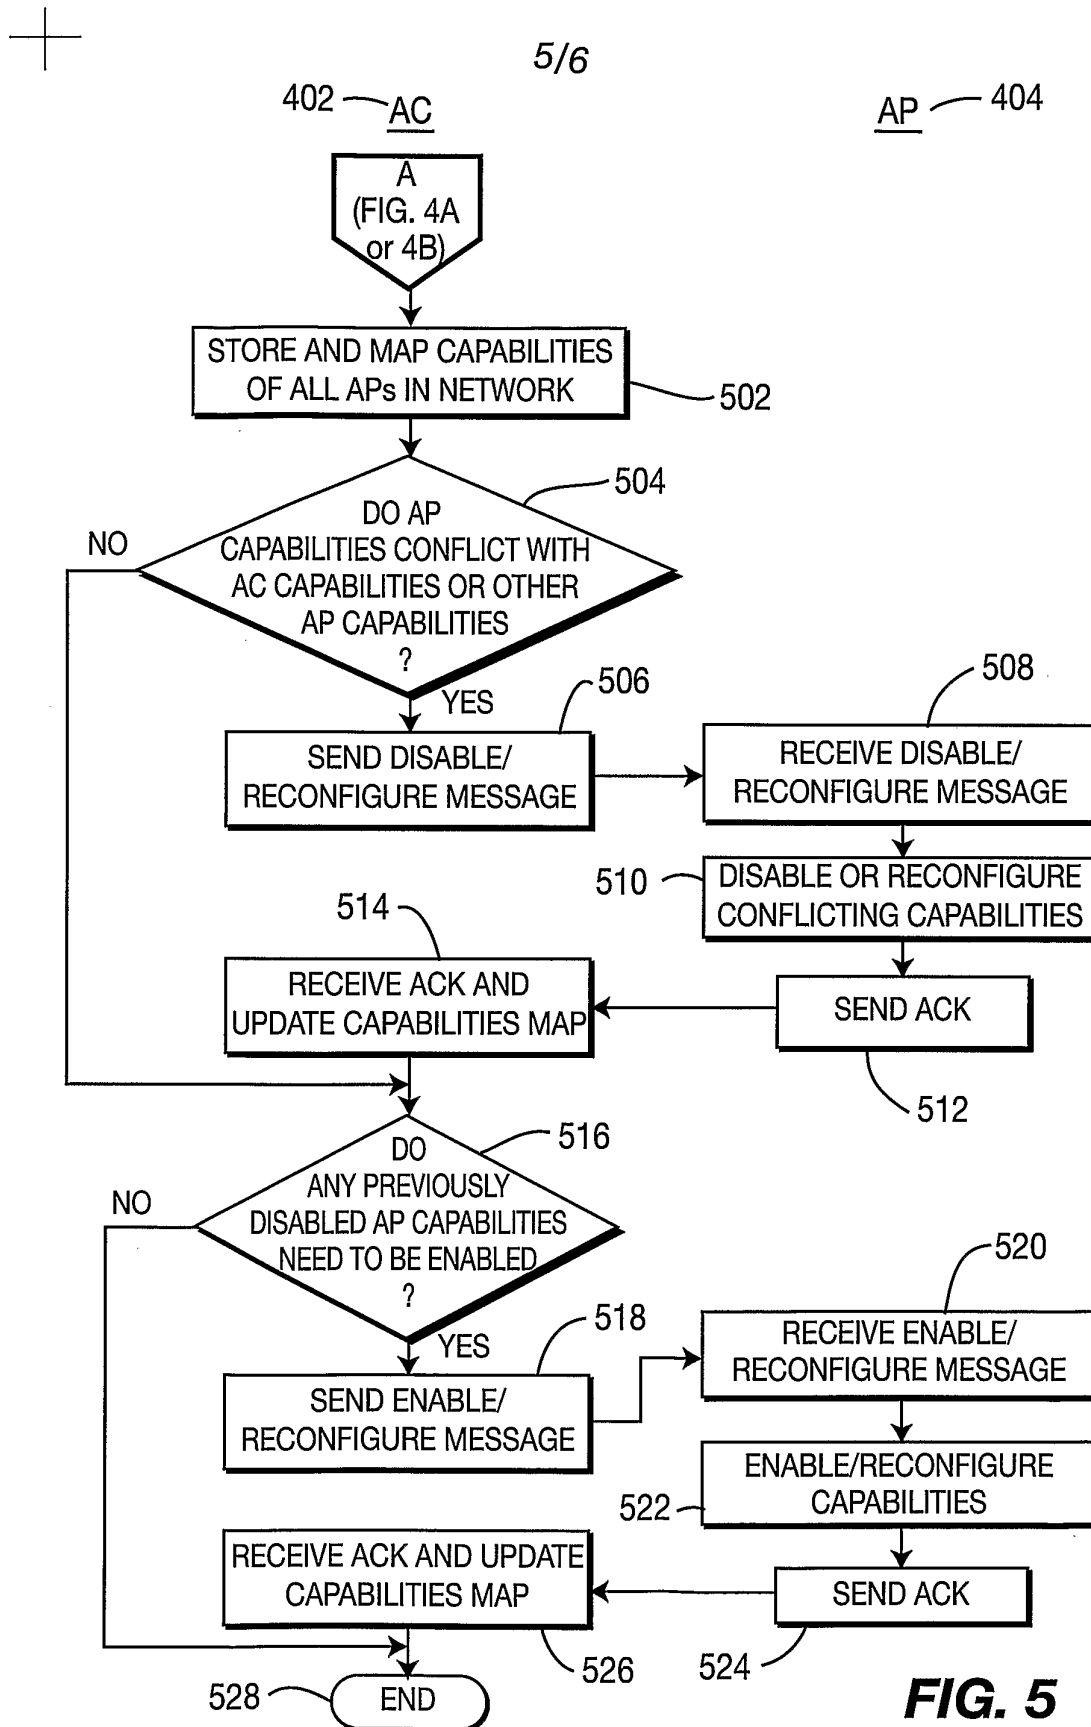 5/6
402 AC
AP 404
A
(FIG. 4A
or 4B)
STORE AND MAP CAPABILITIES
OF ALL APs IN NETWORK
502
504
DO AP
CAPABILITIES CONFLICT WITH
AC CAPABILITIES OR OTHER
AP CAPABILITIES
?
NO
YES
506
SEND DISABLE/
RECONFIGURE MESSAGE
508
RECEIVE DISABLE/
RECONFIGURE MESSAGE
510
DISABLE OR RECONFIGURE
CONFLICTING CAPABILITIES
514
RECEIVE ACK AND
UPDATE CAPABILITIES MAP
SEND ACK
512
516
DO
ANY PREVIOUSLY
DISABLED AP CAPABILITIES
NEED TO BE ENABLED
?
NO
YES
518
SEND ENABLE/
RECONFIGURE MESSAGE
520
RECEIVE ENABLE/
RECONFIGURE MESSAGE
ENABLE/RECONFIGURE
CAPABILITIES
522
RECEIVE ACK AND UPDATE
CAPABILITIES MAP
526
SEND ACK
524
528
END
FIG. 5